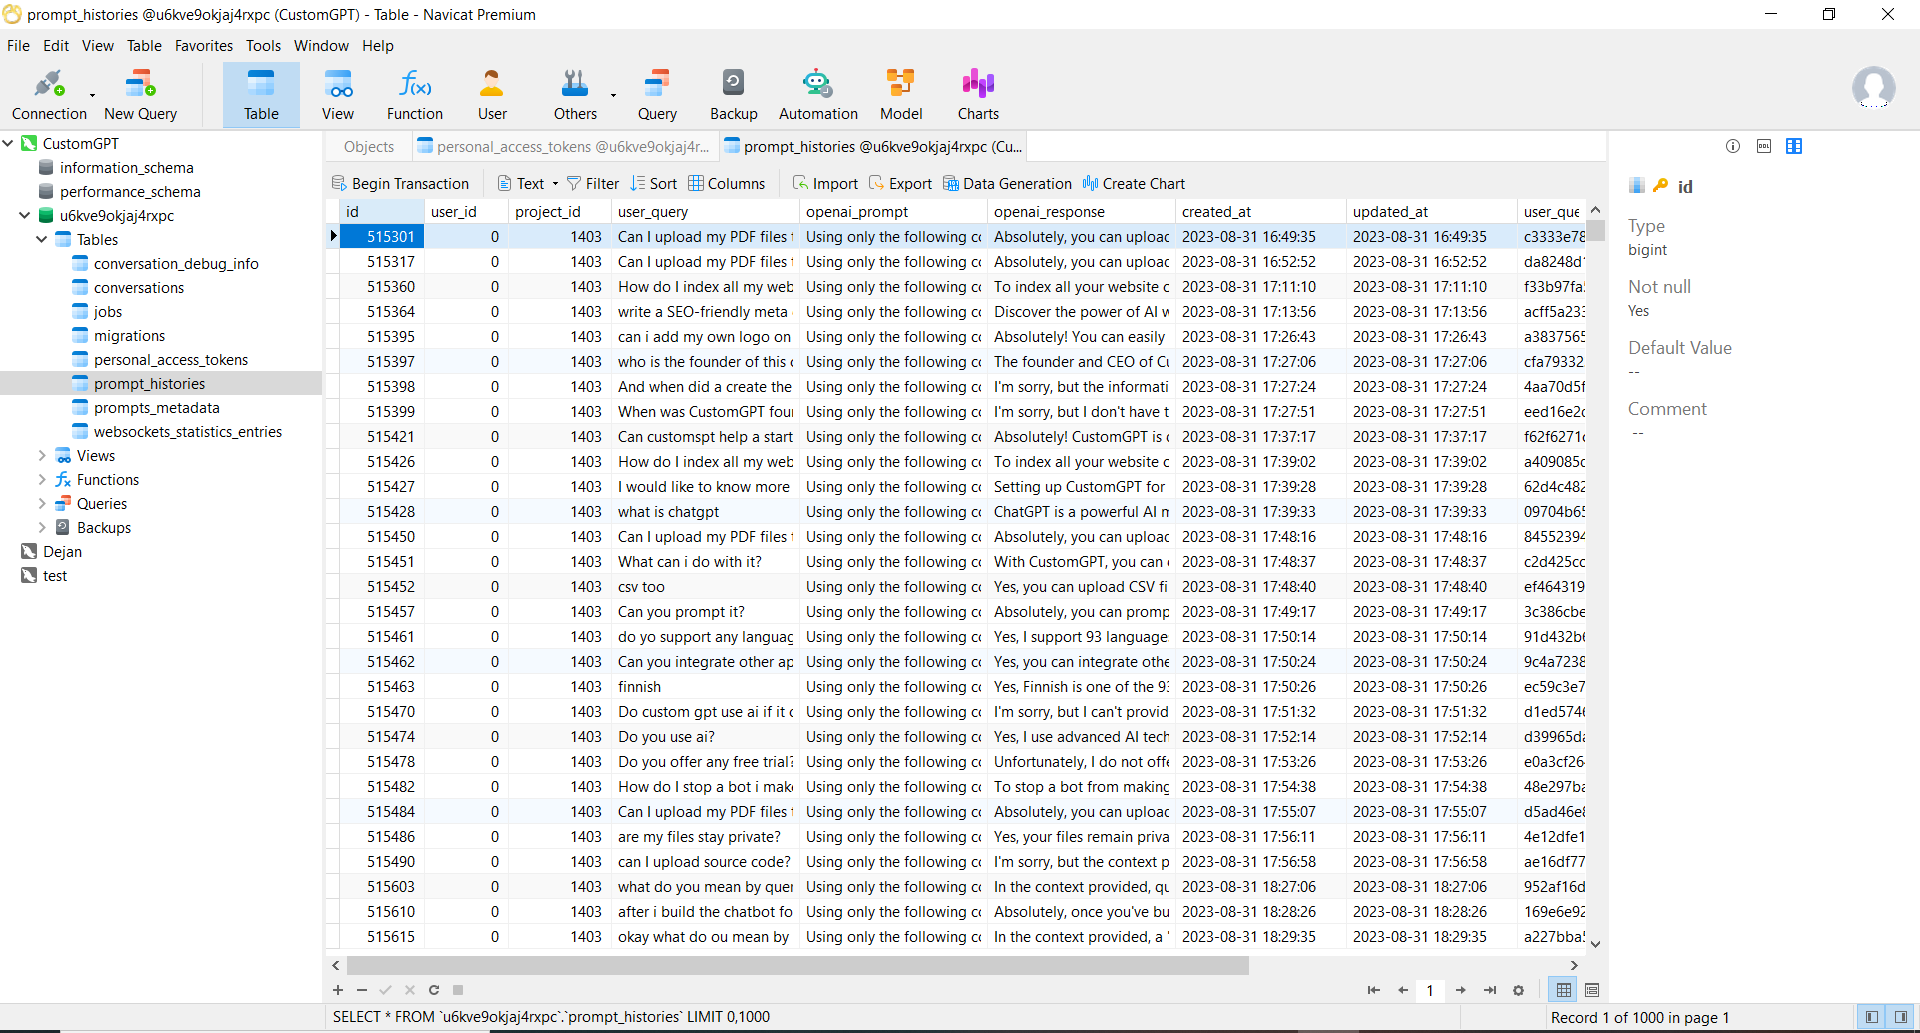 prompt_histories @u6kve9okjaj4rxpc (CustomGPT) - Table - Navicat Premium
File Edit View Table Favorites Tools Window Help
Connection New Query Table View Function User Others Query Backup Automation Model Charts
CustomGPT
information_schema
performance_schema
u6kve9okjaj4rxpc
Tables
conversation_debug_info
conversations
jobs
migrations
personal_access_tokens
prompt_histories
prompts_metadata
websockets_statistics_entries
Views
Functions
Queries
Backups
Dejan
test
Objects personal_access_tokens @u6kve9okjaj4r... prompt_histories @u6kve9okjaj4rxpc (Cu...
Begin Transaction Text Filter Sort Columns Import Export Data Generation Create Chart
id user_id project_id user_query openai_prompt openai_response created_at updated_at user_que
515301 0 1403 Can I upload my PDF files Using only the following Absolutely, you can upload 2023-08-31 16:49:35 2023-08-31 16:49:35 c3333e78
515317 0 1403 Can I upload my PDF files Using only the following Absolutely, you can upload 2023-08-31 16:52:52 2023-08-31 16:52:52 da8248d
515360 0 1403 How do I index all my web Using only the following To index all your website 2023-08-31 17:11:10 2023-08-31 17:11:10 f33b97fa
515364 0 1403 write a SEO-friendly meta Using only the following Discover the power of AI 2023-08-31 17:13:56 2023-08-31 17:13:56 acff5a233
515395 0 1403 can i add my own logo on Using only the following Absolutely! You can easily 2023-08-31 17:26:43 2023-08-31 17:26:43 a3837565
515397 0 1403 who is the founder of this Using only the following The founder and CEO of 2023-08-31 17:27:06 2023-08-31 17:27:06 cfa79332
515398 0 1403 And when did a create the Using only the following I'm sorry, but the informati 2023-08-31 17:27:24 2023-08-31 17:27:24 4aa70d5f
515399 0 1403 When was CustomGPT four Using only the following I'm sorry, but I don't have 2023-08-31 17:27:51 2023-08-31 17:27:51 eed16e2
515421 0 1403 Can customspt help a start Using only the following Absolutely! CustomGPT is 2023-08-31 17:37:17 2023-08-31 17:37:17 f62f6271
515426 0 1403 How do I index all my web Using only the following To index all your website 2023-08-31 17:39:02 2023-08-31 17:39:02 a409085
515427 0 1403 I would like to know more Using only the following Setting up CustomGPT for 2023-08-31 17:39:28 2023-08-31 17:39:28 62d4c482
515428 0 1403 what is chatgpt Using only the following ChatGPT is a powerful AI 2023-08-31 17:39:33 2023-08-31 17:39:33 09704b65
515450 0 1403 Can I upload my PDF files Using only the following Absolutely, you can upload 2023-08-31 17:48:16 2023-08-31 17:48:16 84552394
515451 0 1403 What can i do with it? Using only the following With CustomGPT, you can 2023-08-31 17:48:37 2023-08-31 17:48:37 c2d425cc
515452 0 1403 csv too Using only the following Yes, you can upload CSV fi 2023-08-31 17:48:40 2023-08-31 17:48:40 ef464319
515457 0 1403 Can you prompt it? Using only the following Absolutely, you can promp 2023-08-31 17:49:17 2023-08-31 17:49:17 3c386cbe
515461 0 1403 do yo support any languag Using only the following Yes, I support 93 language 2023-08-31 17:50:14 2023-08-31 17:50:14 91d432b
515462 0 1403 Can you integrate other ap Using only the following Yes, you can integrate othe 2023-08-31 17:50:24 2023-08-31 17:50:24 9c4a7238
515463 0 1403 finnish Using only the following Yes, Finnish is one of the 2023-08-31 17:50:26 2023-08-31 17:50:26 ec59c3e7
515470 0 1403 Do custom gpt use ai if it Using only the following I'm sorry, but I can't provid 2023-08-31 17:51:32 2023-08-31 17:51:32 d1ed574
515474 0 1403 Do you use ai? Using only the following Yes, I use advanced AI tech 2023-08-31 17:52:14 2023-08-31 17:52:14 d39965d
515478 0 1403 Do you offer any free trial? Using only the following Unfortunately, I do not offe 2023-08-31 17:53:26 2023-08-31 17:53:26 e0a3cf26
515482 0 1403 How do I stop a bot i mak Using only the following To stop a bot from making 2023-08-31 17:54:38 2023-08-31 17:54:38 48e297b
515484 0 1403 Can I upload my PDF files Using only the following Absolutely, you can upload 2023-08-31 17:55:07 2023-08-31 17:55:07 d5ad46e
515486 0 1403 are my files stay private? Using only the following Yes, your files remain priva 2023-08-31 17:56:11 2023-08-31 17:56:11 4e12dfe1
515490 0 1403 can I upload source code? Using only the following I'm sorry, but the context p 2023-08-31 17:56:58 2023-08-31 17:56:58 ae16df77
515603 0 1403 what do you mean by quer Using only the following In the context provided, qu 2023-08-31 18:27:06 2023-08-31 18:27:06 952af16d
515610 0 1403 after i build the chatbot fo Using only the following Absolutely, once you've bu 2023-08-31 18:28:26 2023-08-31 18:28:26 169e6e92
515615 0 1403 okay what do ou mean by Using only the following In the context provided, a 2023-08-31 18:29:35 2023-08-31 18:29:35 a227bba
id
Type
bigint
Not null
Yes
Default Value
--
Comment
--
1
SELECT * FROM `u6kve9okjaj4rxpc`.`prompt_histories` LIMIT 0,1000
Record 1 of 1000 in page 1